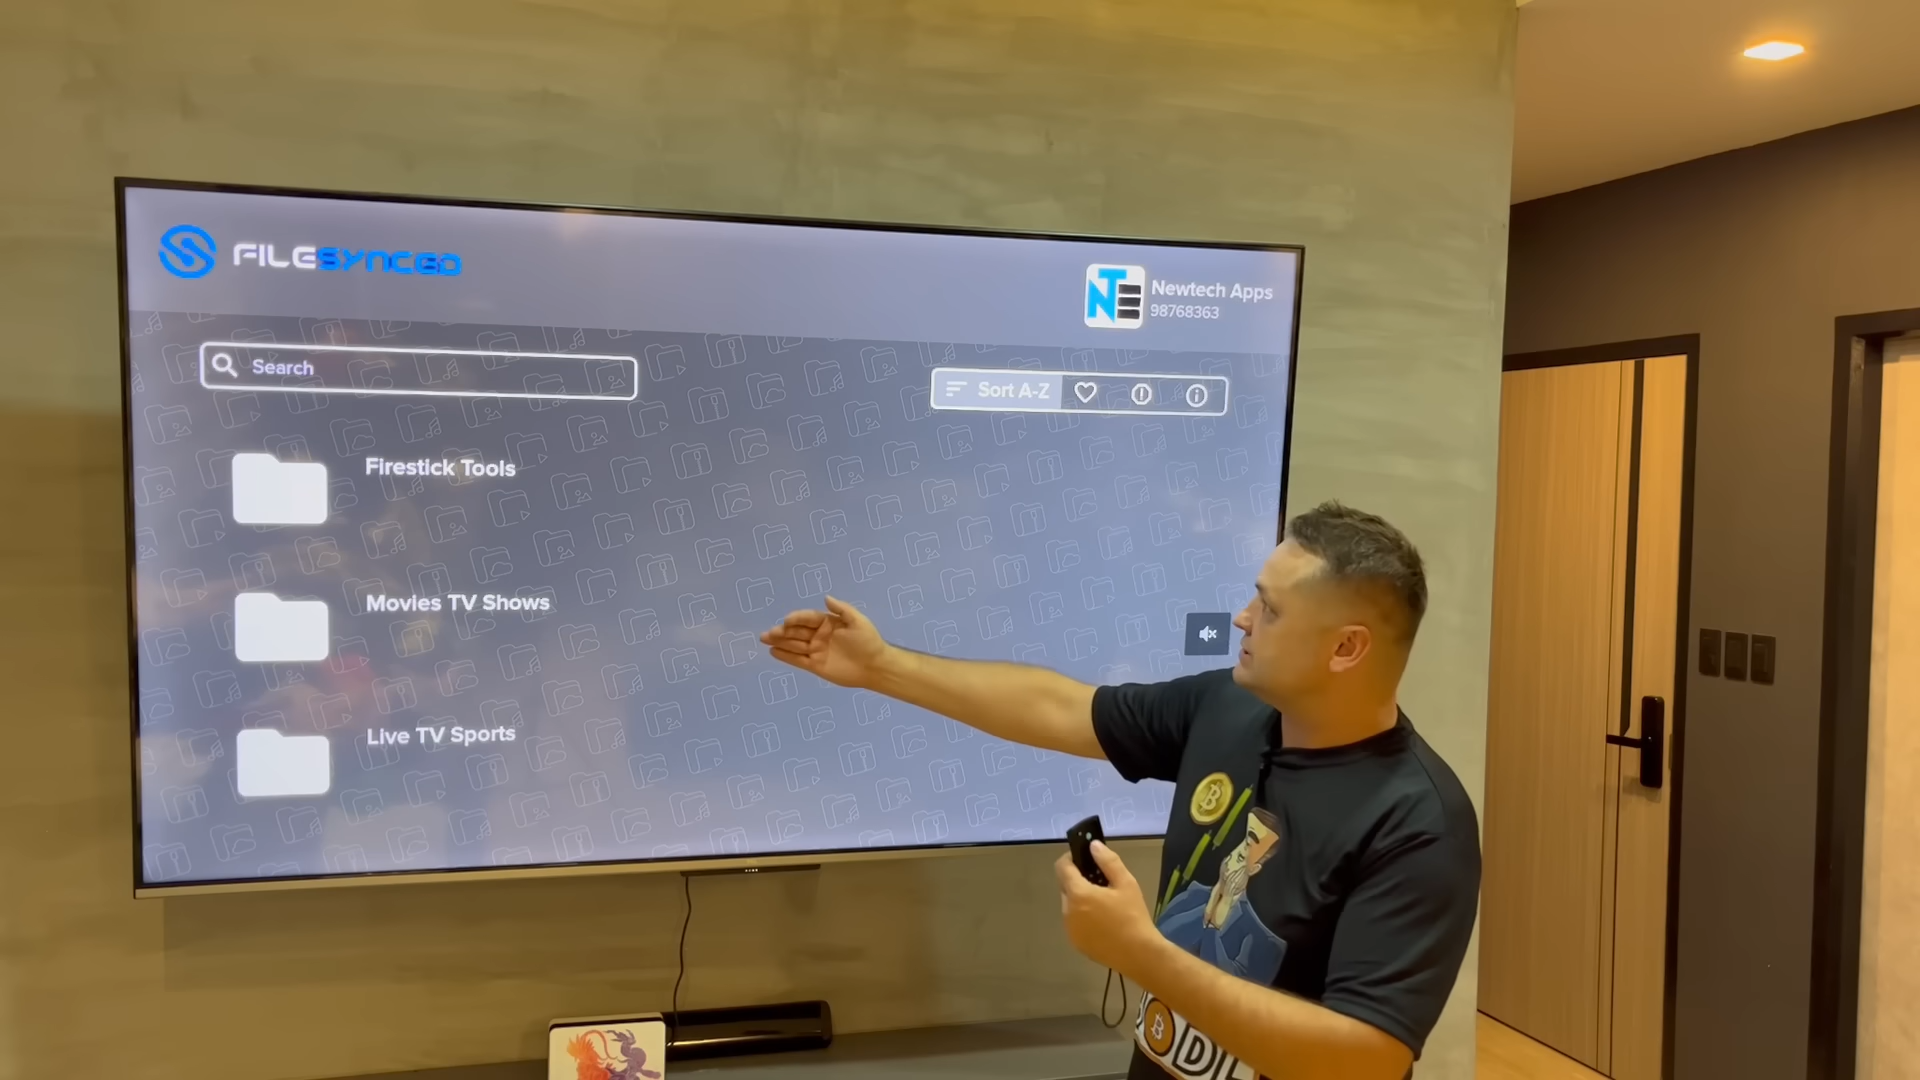 FILESYNCED
Newtech Apps
98768363
Search
Sort A-Z
Firestick Tools
Movies TV Shows
Live TV Sports